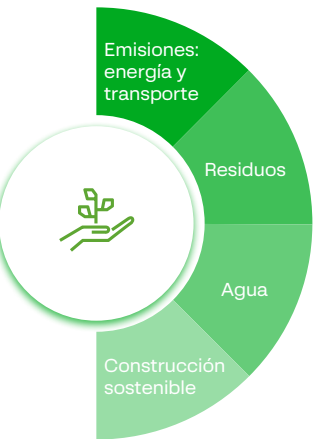 Emisiones:
energía y
transporte
Residuos
Agua
Construcción
sostenible